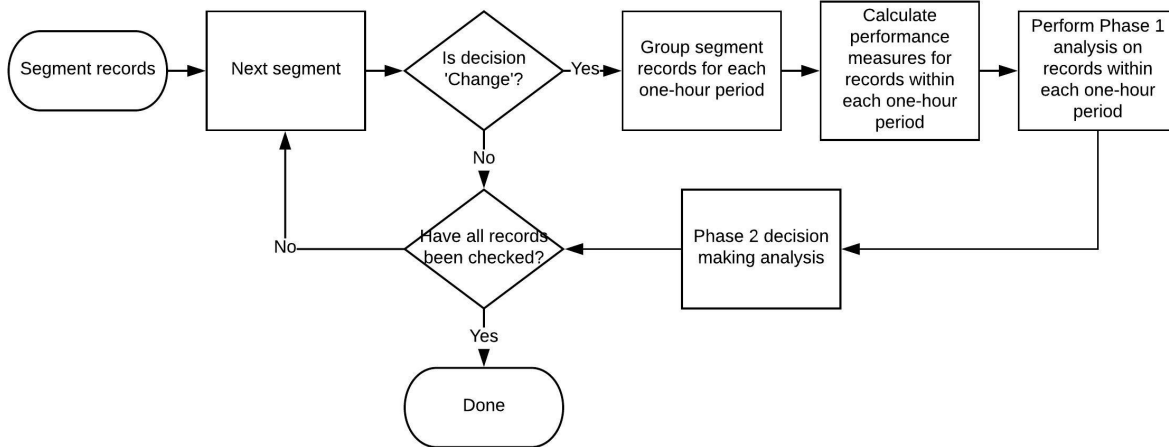 Segment records
Next segment
Is decision
'Change'?
Yes
Group segment
records for each
one-hour period
Calculate
performance
measures for
records within
each one-hour
period
Perform Phase 1
analysis on
records within
each one-hour
period
No
Have all records
been checked?
No
Phase 2 decision
making analysis
Yes
Done